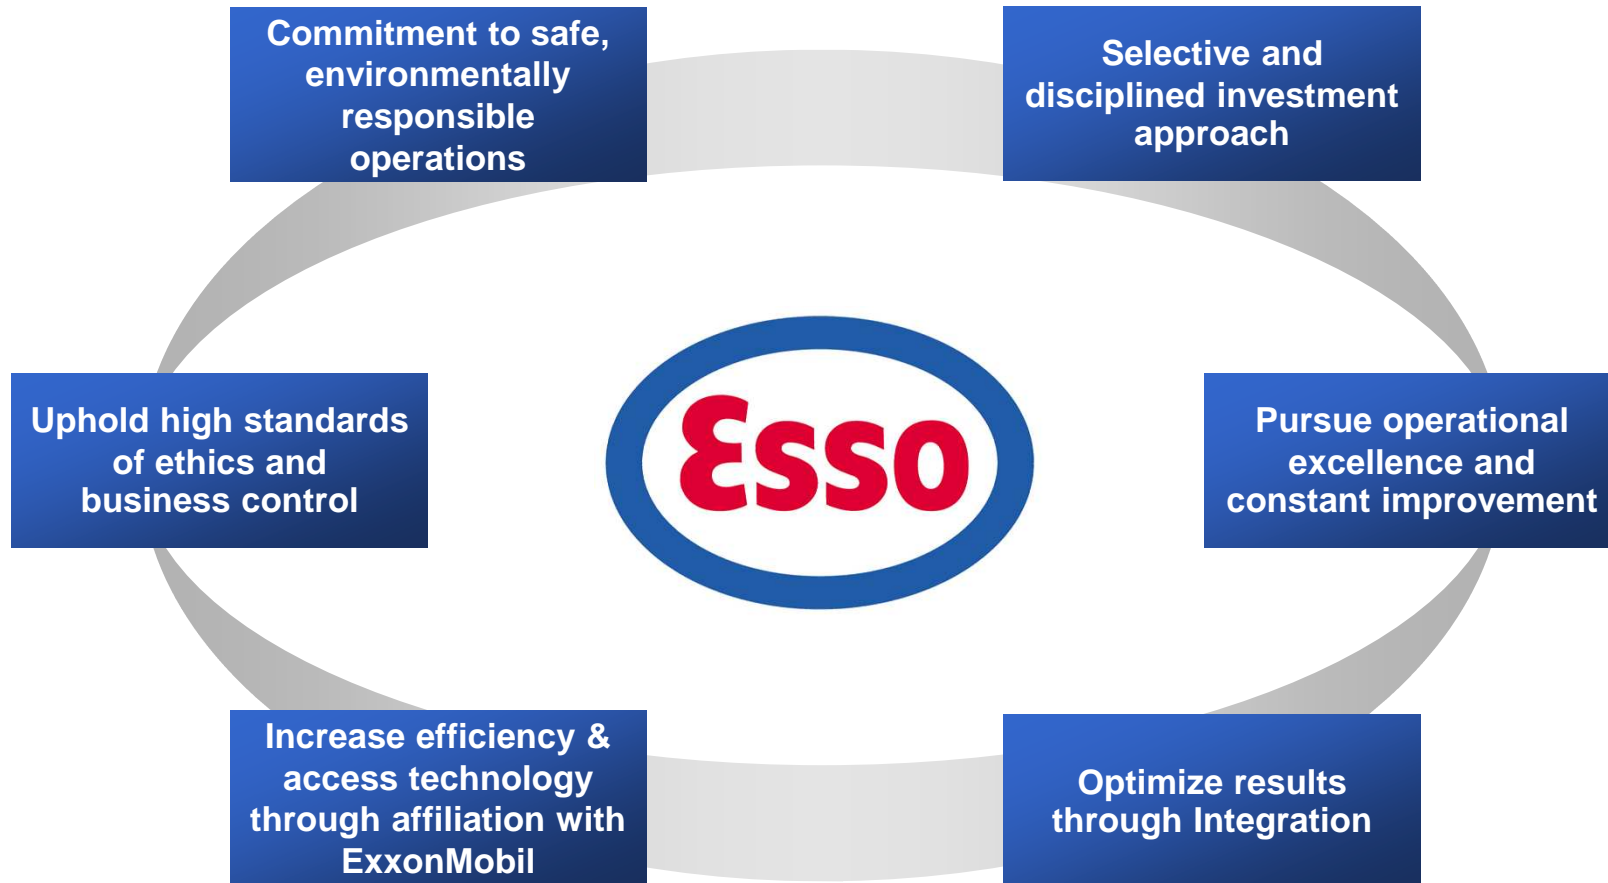 Commitment to safe,
environmentally
responsible
operations
Selective and
disciplined investment
approach
Uphold high standards
of ethics and
business control
Esso
Pursue operational
excellence and
constant improvement
Increase efficiency &
access technology
through affiliation with
ExxonMobil
Optimize results
through Integration